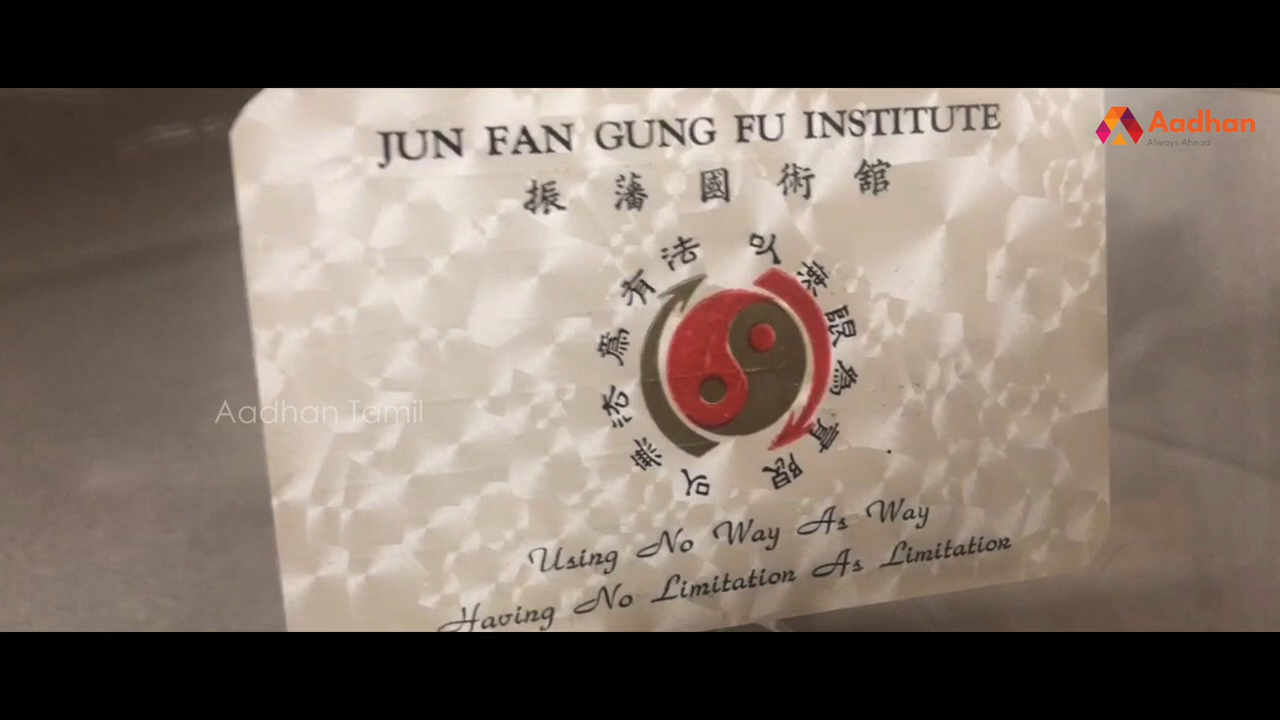 Aadhan
Always Ahead
JUN FAN GUNG FU INSTITUTE
振藩國術館
以無限為有限
以無法為有法
Aadhan Tamil
Using No Way As Way
Having No Limitation As Limitation